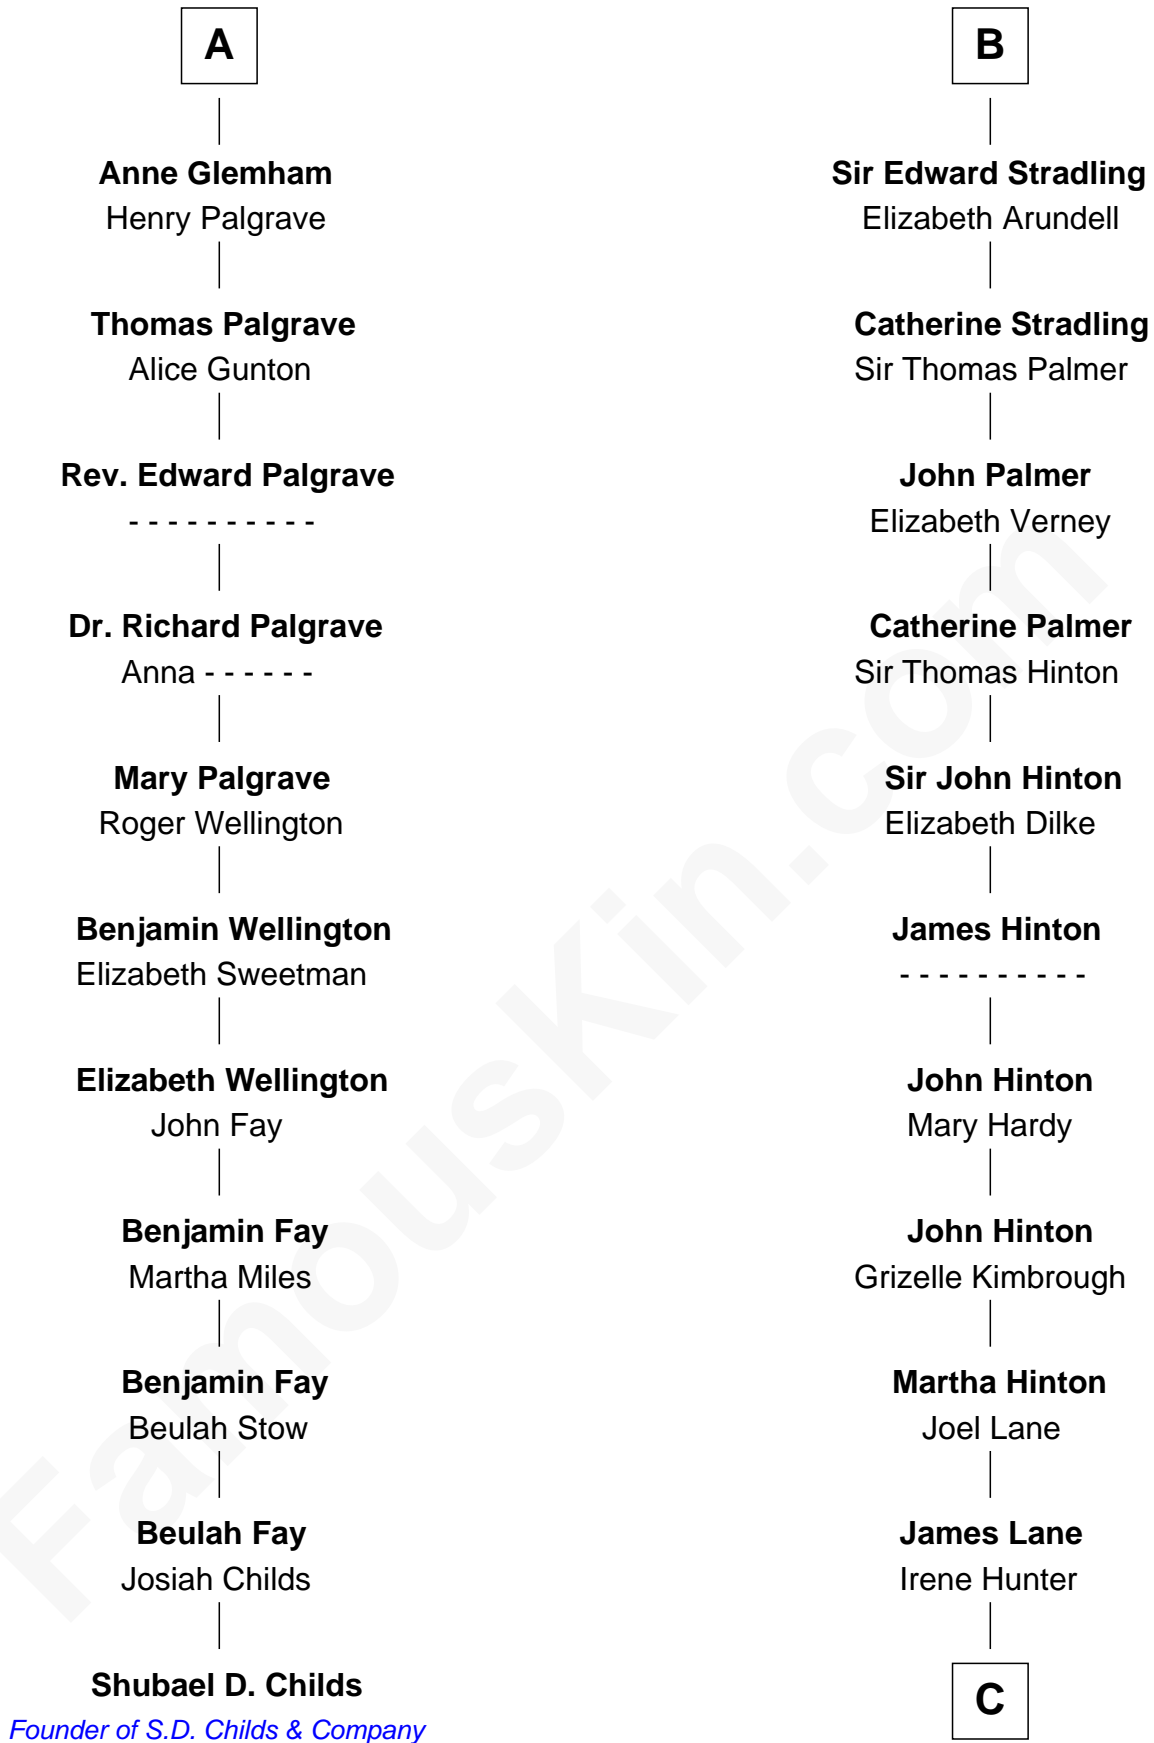 A
Anne Glemham
Henry Palgrave
Thomas Palgrave
Alice Gunton
Rev. Edward Palgrave
- - - - - - - - - -
Dr. Richard Palgrave
Anna - - - - - -
Mary Palgrave
Roger Wellington
Benjamin Wellington
Elizabeth Sweetman
Elizabeth Wellington
John Fay
Benjamin Fay
Martha Miles
Benjamin Fay
Beulah Stow
Beulah Fay
Josiah Childs
Shubael D. Childs
Founder of S.D. Childs & Company
B
Sir Edward Stradling
Elizabeth Arundell
Catherine Stradling
Sir Thomas Palmer
John Palmer
Elizabeth Verney
Catherine Palmer
Sir Thomas Hinton
Sir John Hinton
Elizabeth Dilke
James Hinton
- - - - - - - - - -
John Hinton
Mary Hardy
John Hinton
Grizelle Kimbrough
Martha Hinton
Joel Lane
James Lane
Irene Hunter
C
FamousKin.com